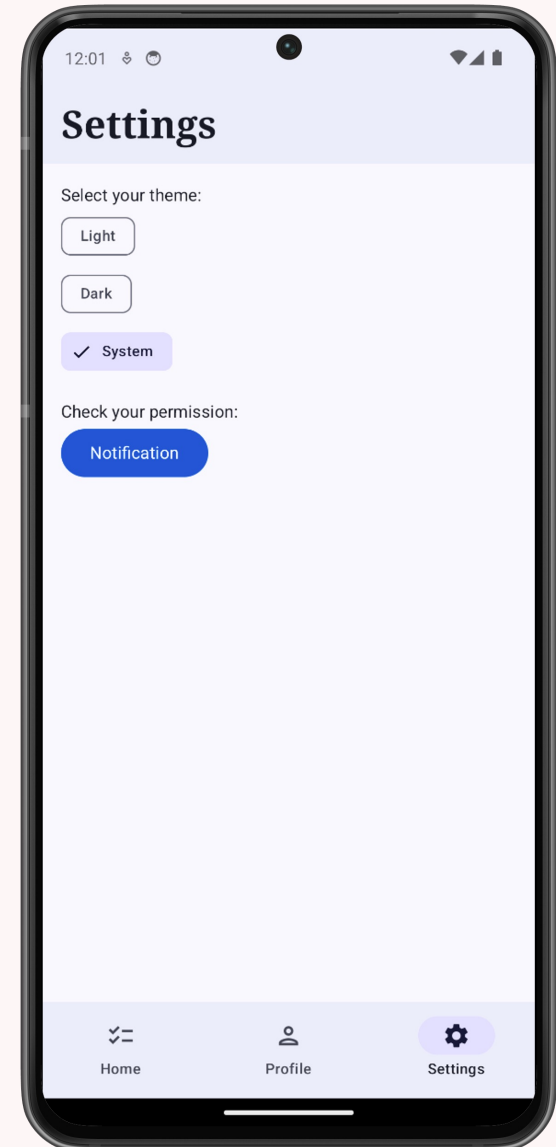 12:01
Settings
Select your theme:
Light
Dark
System
Check your permission:
Notification
Home
Profile
Settings